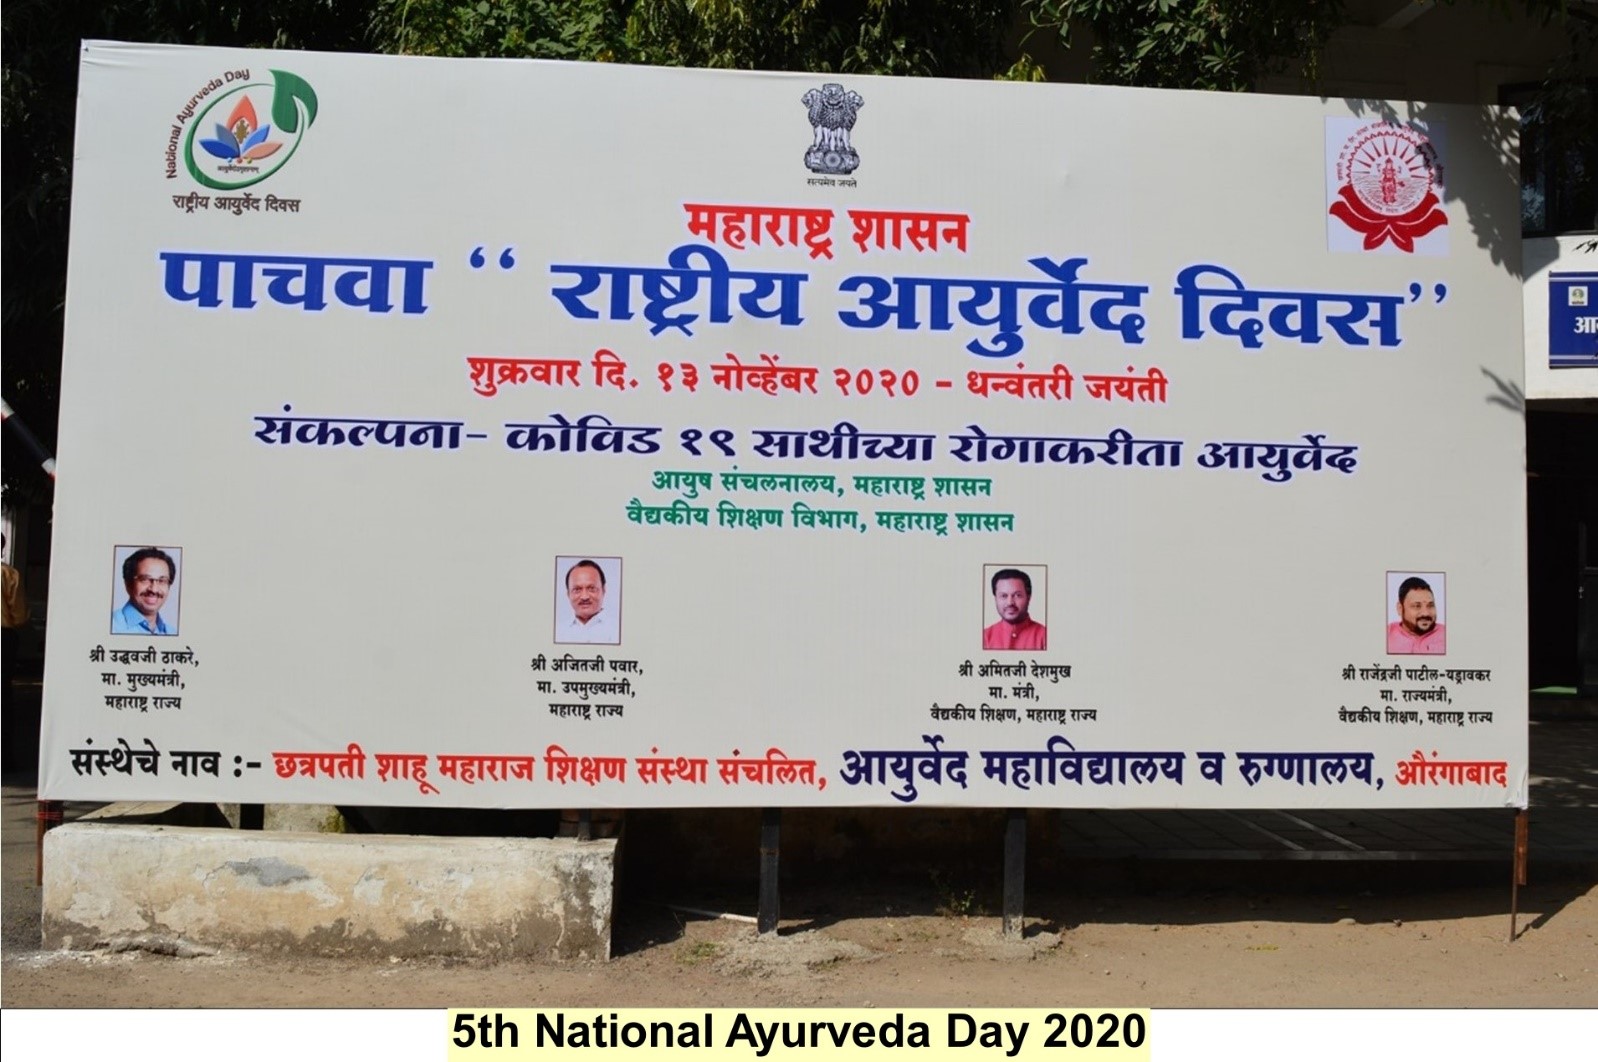 National Ayurveda Day
राष्ट्रीय आयुर्वेद दिवस
सत्यमेव जयते
महाराष्ट्र शासन
पाचवा “ राष्ट्रीय आयुर्वेद दिवस”
शुक्रवार दि. १३ नोव्हेंबर २०२० - धन्वंतरी जयंती
संकल्पना- कोविड १९ साथीच्या रोगाकरीता आयुर्वेद
आयुष संचलनालय, महाराष्ट्र शासन
वैद्यकीय शिक्षण विभाग, महाराष्ट्र शासन
श्री उद्धवजी ठाकरे,
मा. मुख्यमंत्री,
महाराष्ट्र राज्य
श्री अजितजी पवार,
मा. उपमुख्यमंत्री,
महाराष्ट्र राज्य
श्री अमितजी देशमुख
मा. मंत्री,
वैद्यकीय शिक्षण, महाराष्ट्र राज्य
श्री राजेंद्रजी पाटील-यड्रावकर
मा. राज्यमंत्री,
वैद्यकीय शिक्षण, महाराष्ट्र राज्य
संस्थेचे नाव :- छत्रपती शाहू महाराज शिक्षण संस्था संचलित, आयुर्वेद महाविद्यालय व रुग्णालय, औरंगाबाद
5th National Ayurveda Day 2020